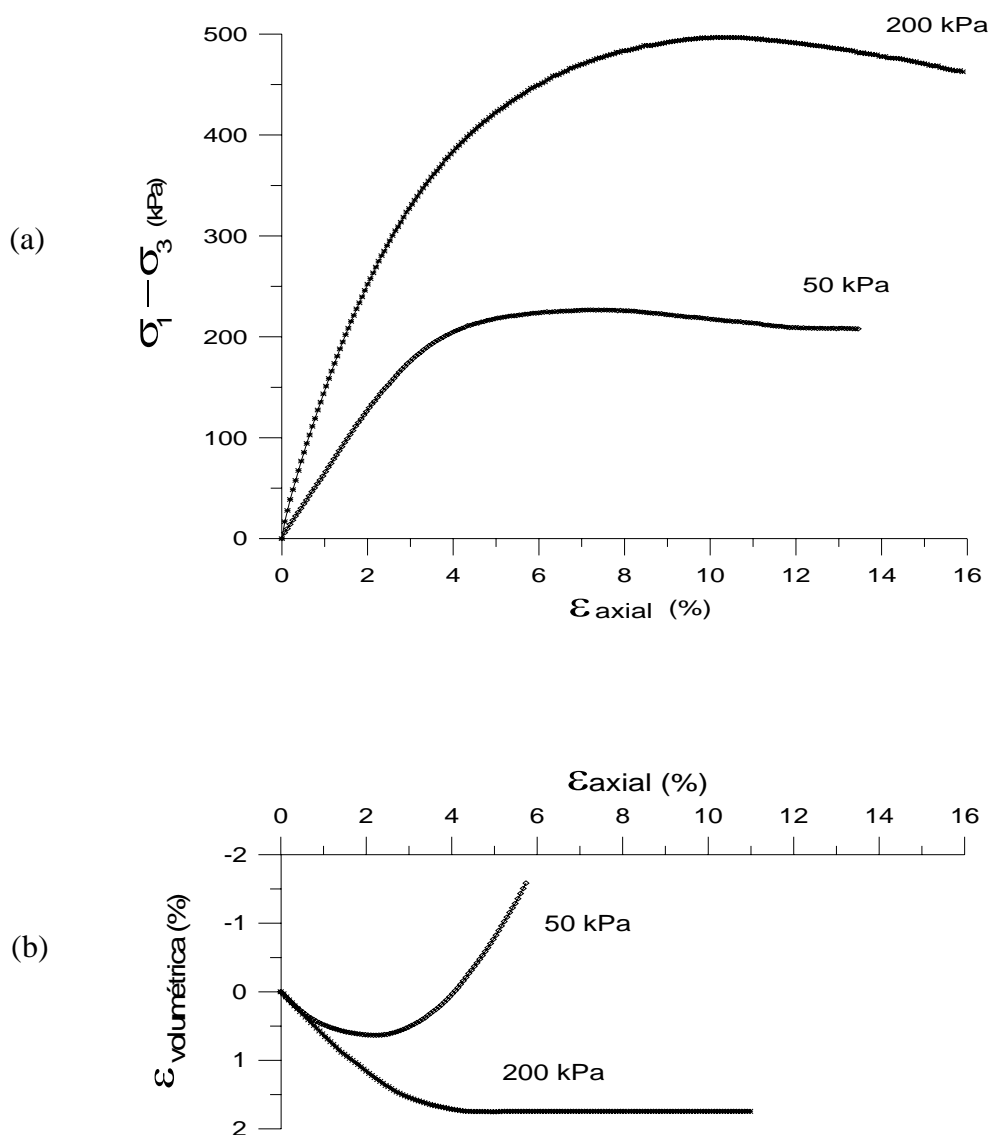 (a)
σ1 — σ3 (kPa)
500
400
300
200
100
0
200 kPa
50 kPa
0 2 4 6 8 10 12 14 16
ε axial (%)
(b)
εaxial (%)
0 2 4 6 8 10 12 14 16
ε volumétrica (%)
-2
-1
0
1
2
50 kPa
200 kPa